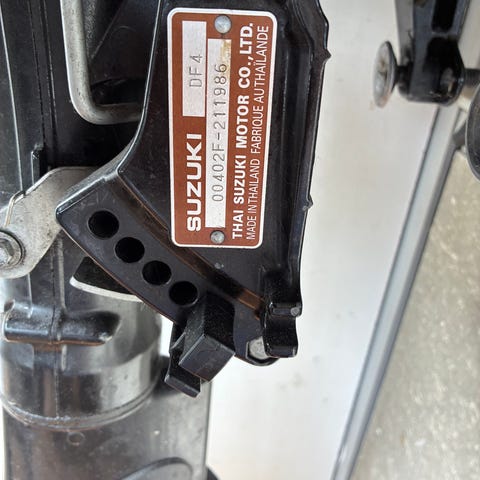 SUZUKI DF4
00402F-211986
THAI SUZUKI MOTOR CO.,LTD.
MADE IN THAILAND FABRIQUE AU THAÏLANDE